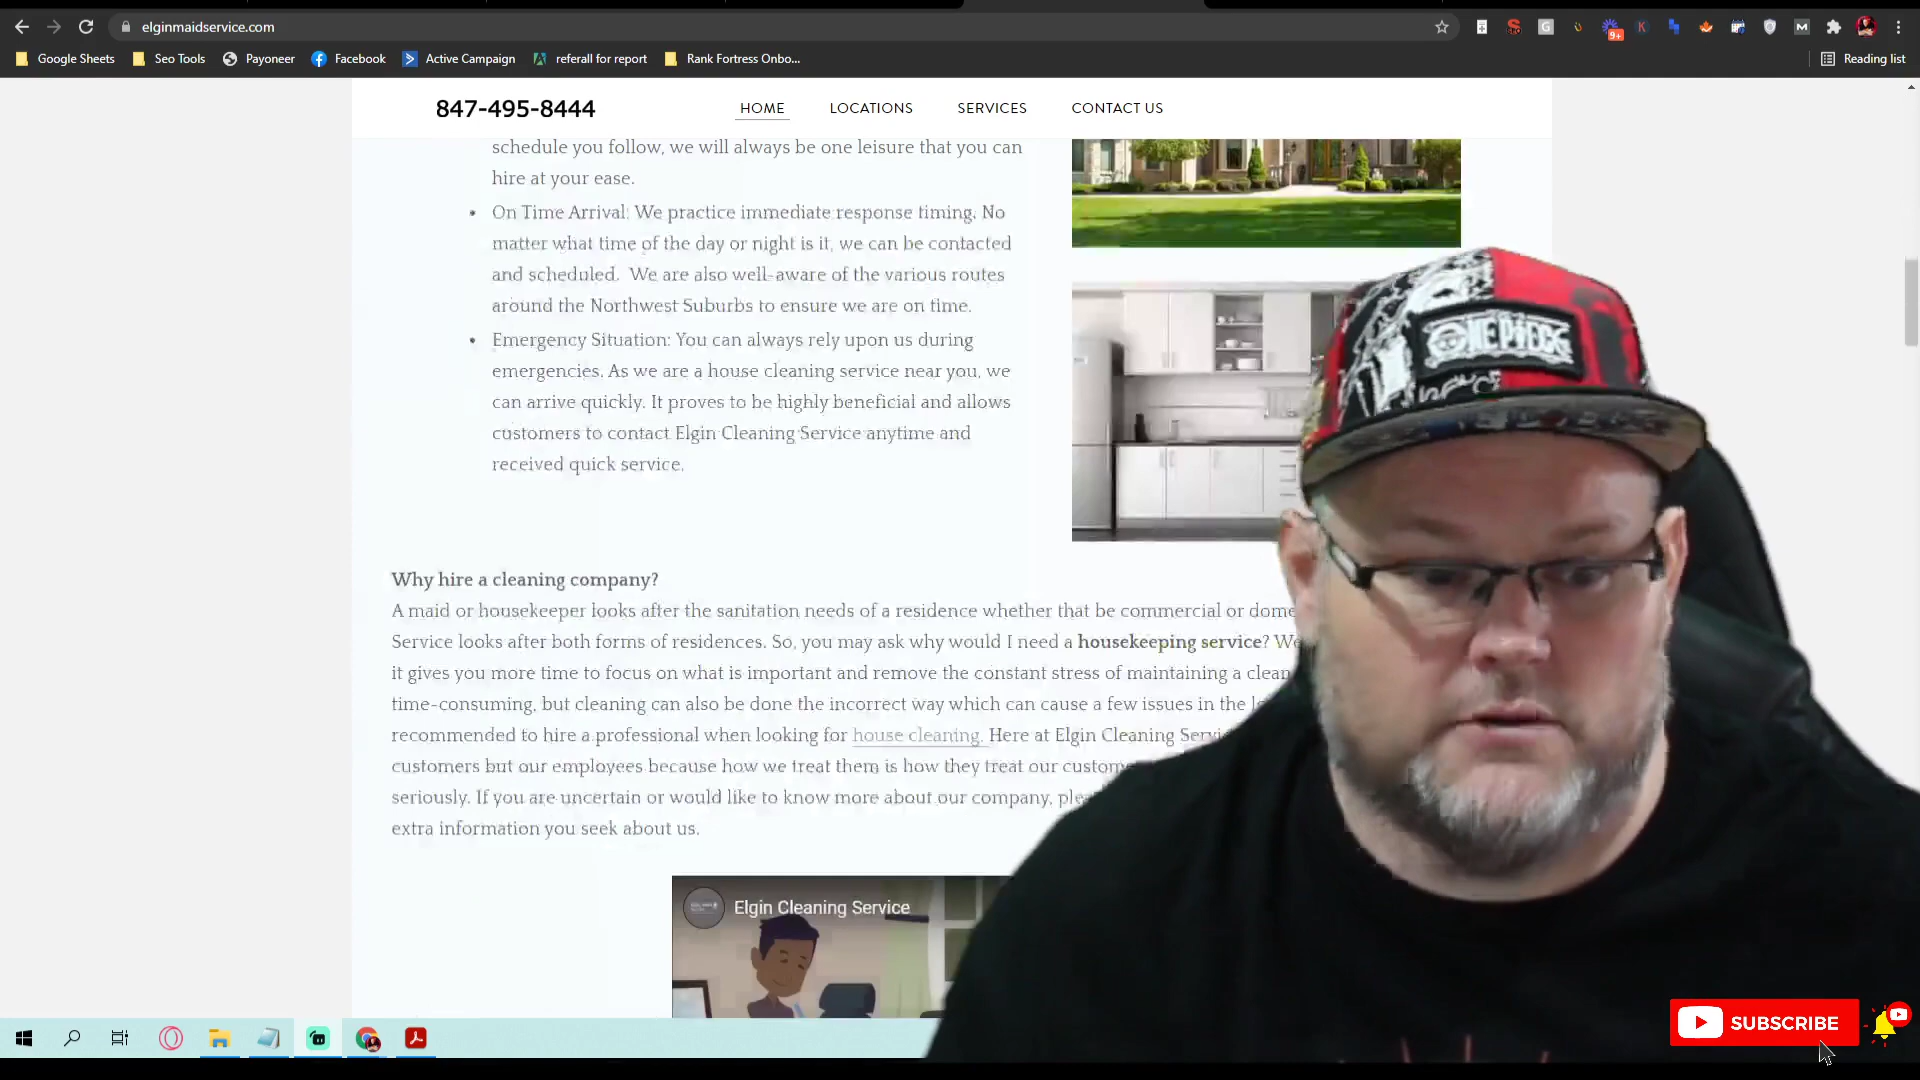 elginmaidservice.com
9+
Google Sheets Seo Tools Payoneer Facebook Active Campaign referall for report Rank Fortress Onbo... Reading list
847-495-8444 HOME LOCATIONS SERVICES CONTACT US
schedule you follow, we will always be one leisure that you can
hire at your ease.
• On Time Arrival: We practice immediate response timing. No
matter what time of the day or night is it, we can be contacted
and scheduled. We are also well-aware of the various routes
around the Northwest Suburbs to ensure we are on time.
• Emergency Situation: You can always rely upon us during
emergencies. As we are a house cleaning service near you, we
can arrive quickly. It proves to be highly beneficial and allows
customers to contact Elgin Cleaning Service anytime and
received quick service.
ONE PIECE
Why hire a cleaning company?
A maid or housekeeper looks after the sanitation needs of a residence whether that be commercial or
Service looks after both forms of residences. So, you may ask why would I need a housekeeping service?
it gives you more time to focus on what is important and remove the constant stress of maintaining a
time-consuming, but cleaning can also be done the incorrect way which can cause a few issues in the
recommended to hire a professional when looking for house cleaning. Here at Elgin Cleaning
customers but our employees because how we treat them is how they treat our
seriously. If you are uncertain or would like to know more about our company,
extra information you seek about us.
Elgin Cleaning Service
SUBSCRIBE